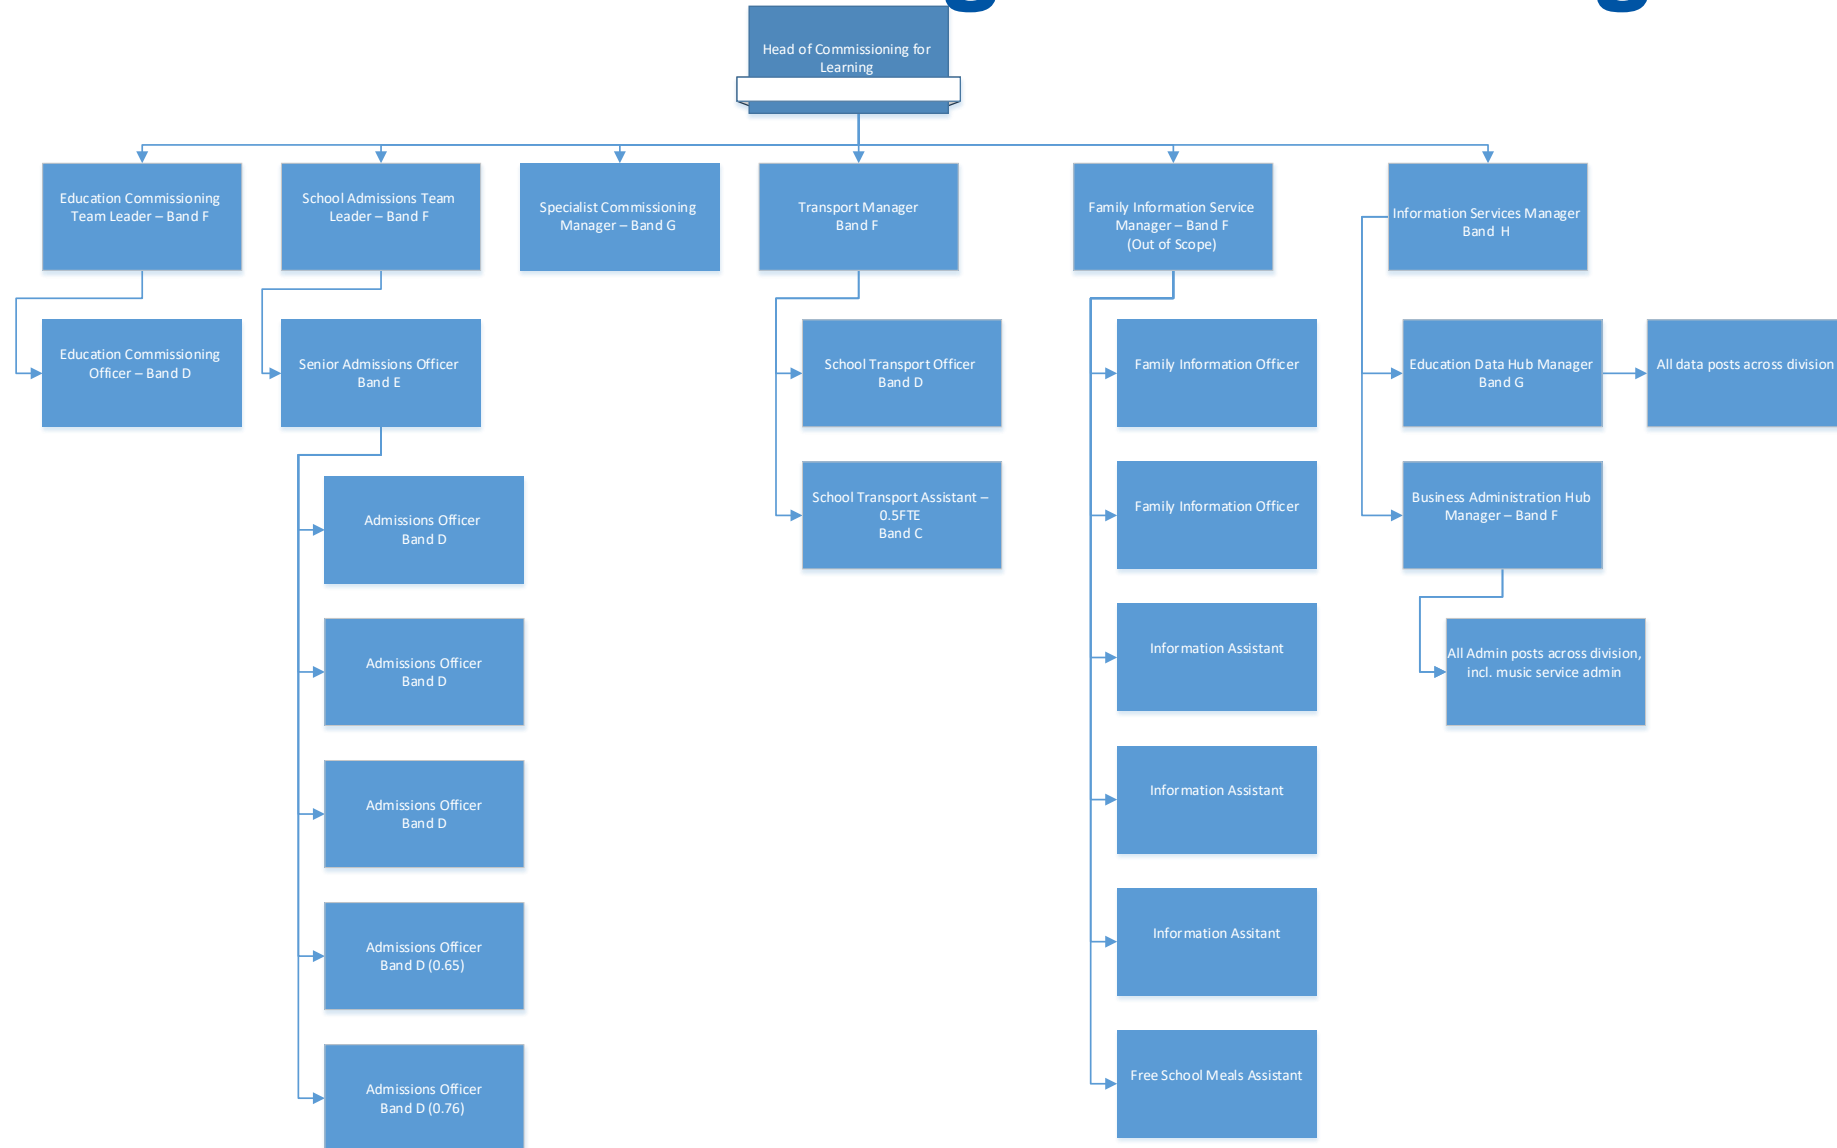 Head of Commissioning for
Learning
Education Commissioning
Team Leader – Band F
School Admissions Team
Leader – Band F
Specialist Commissioning
Manager – Band G
Transport Manager
Band F
Family Information Service
Manager – Band F
(Out of Scope)
Information Services Manager
Band H
Education Commissioning
Officer – Band D
Senior Admissions Officer
Band E
School Transport Officer
Band D
Family Information Officer
Education Data Hub Manager
Band G
All data posts across division
Admissions Officer
Band D
School Transport Assistant –
0.5FTE
Band C
Family Information Officer
Business Administration Hub
Manager – Band F
Admissions Officer
Band D
Information Assistant
All Admin posts across division,
incl. music service admin
Admissions Officer
Band D
Information Assistant
Admissions Officer
Band D (0.65)
Information Assitant
Admissions Officer
Band D (0.76)
Free School Meals Assistant